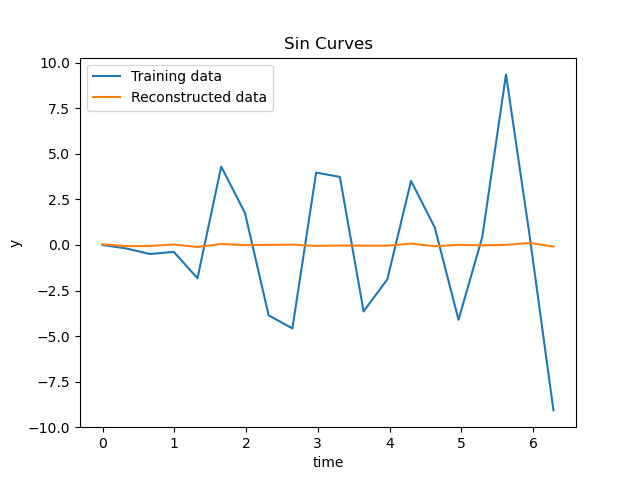 Sin Curves
Training data
Reconstructed data
10.0
7.5
5.0
2.5
0.0
−2.5
−5.0
−7.5
−10.0
y
0 1 2 3 4 5 6
time